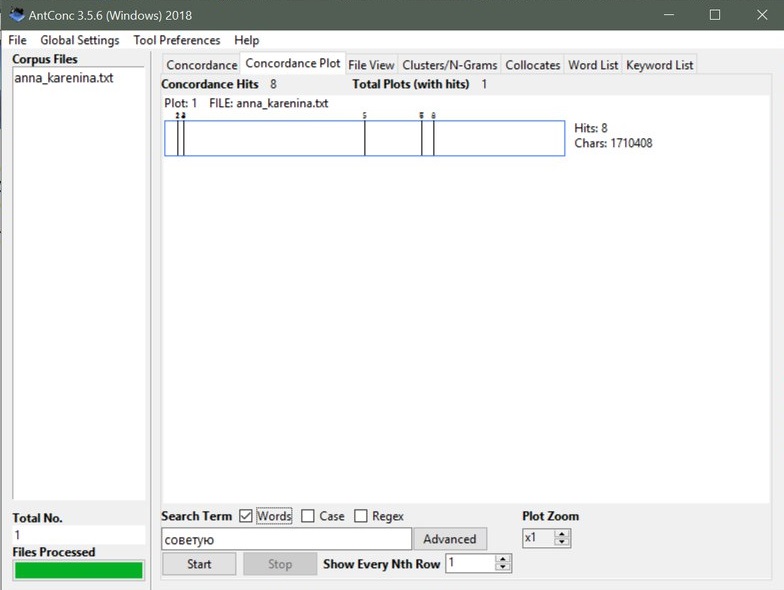 AntConc 3.5.6 (Windows) 2018
File Global Settings Tool Preferences Help
Corpus Files
anna_karenina.txt
Concordance Concordance Plot File View Clusters/N-Grams Collocates Word List Keyword List
Concordance Hits 8 Total Plots (with hits) 1
Plot: 1 FILE: anna_karenina.txt
5
Hits: 8
Chars: 1710408
Total No.
1
Files Processed
Search Term Words Case Regex Plot Zoom
советую Advanced x1
Start Stop Show Every Nth Row 1